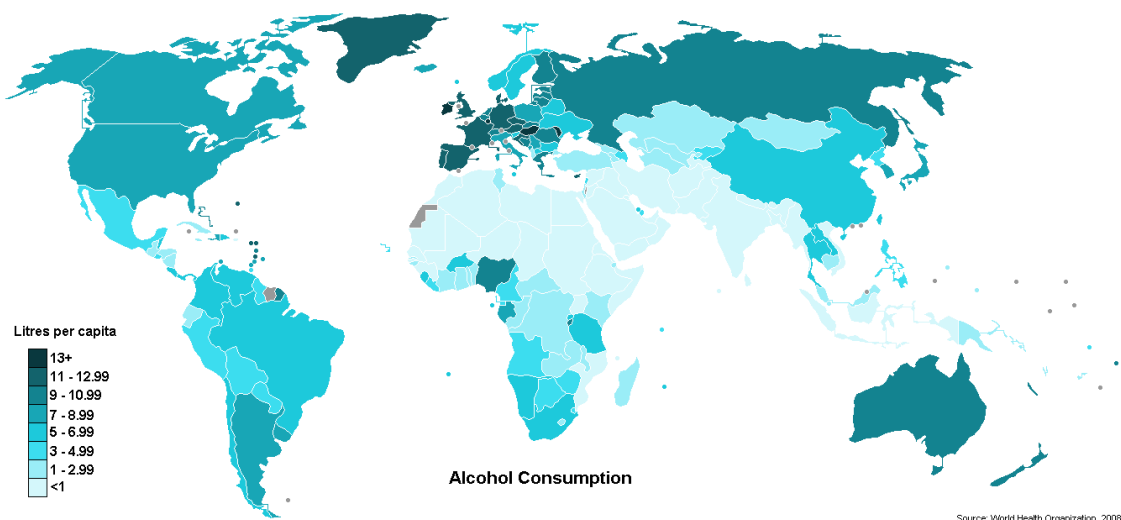 Litres per capita
13+
11 - 12.99
9 - 10.99
7 - 8.99
5 - 6.99
3 - 4.99
1 - 2.99
<1
Alcohol Consumption
Source: World Health Organization, 2008